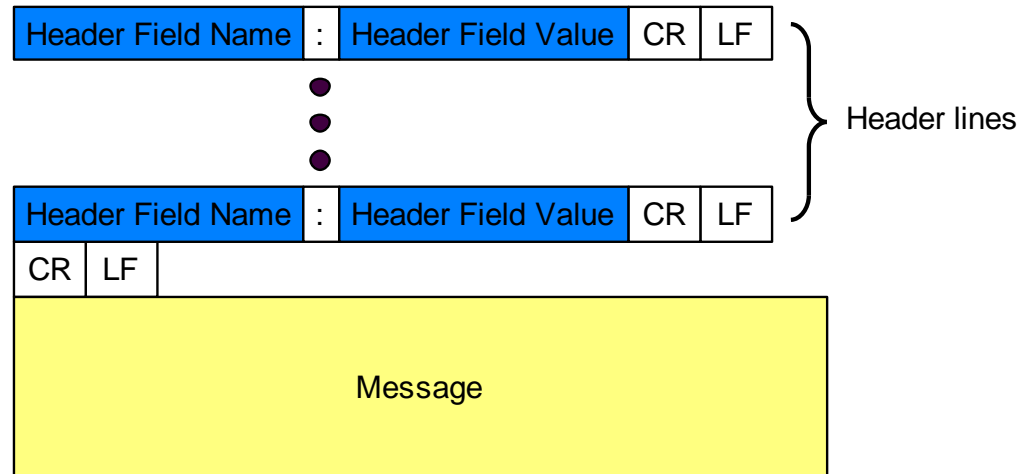 Header Field Name : Header Field Value CR LF
Header lines
Header Field Name : Header Field Value CR LF
CR LF
Message